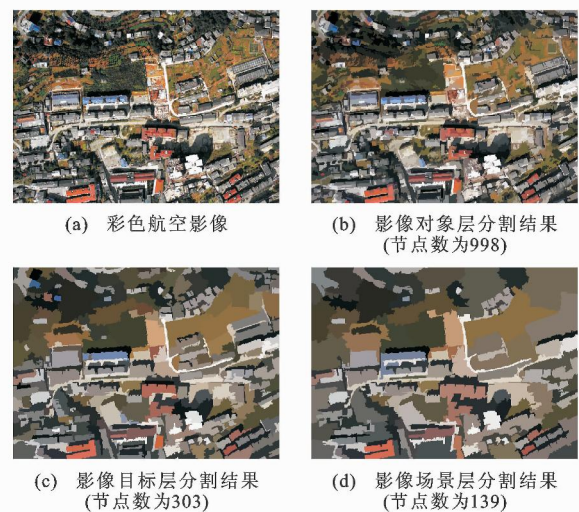 (a) 彩色航空影像
(b) 影像对象层分割结果
(节点数为998)
(c) 影像目标层分割结果
(节点数为303)
(d) 影像场景层分割结果
(节点数为139)